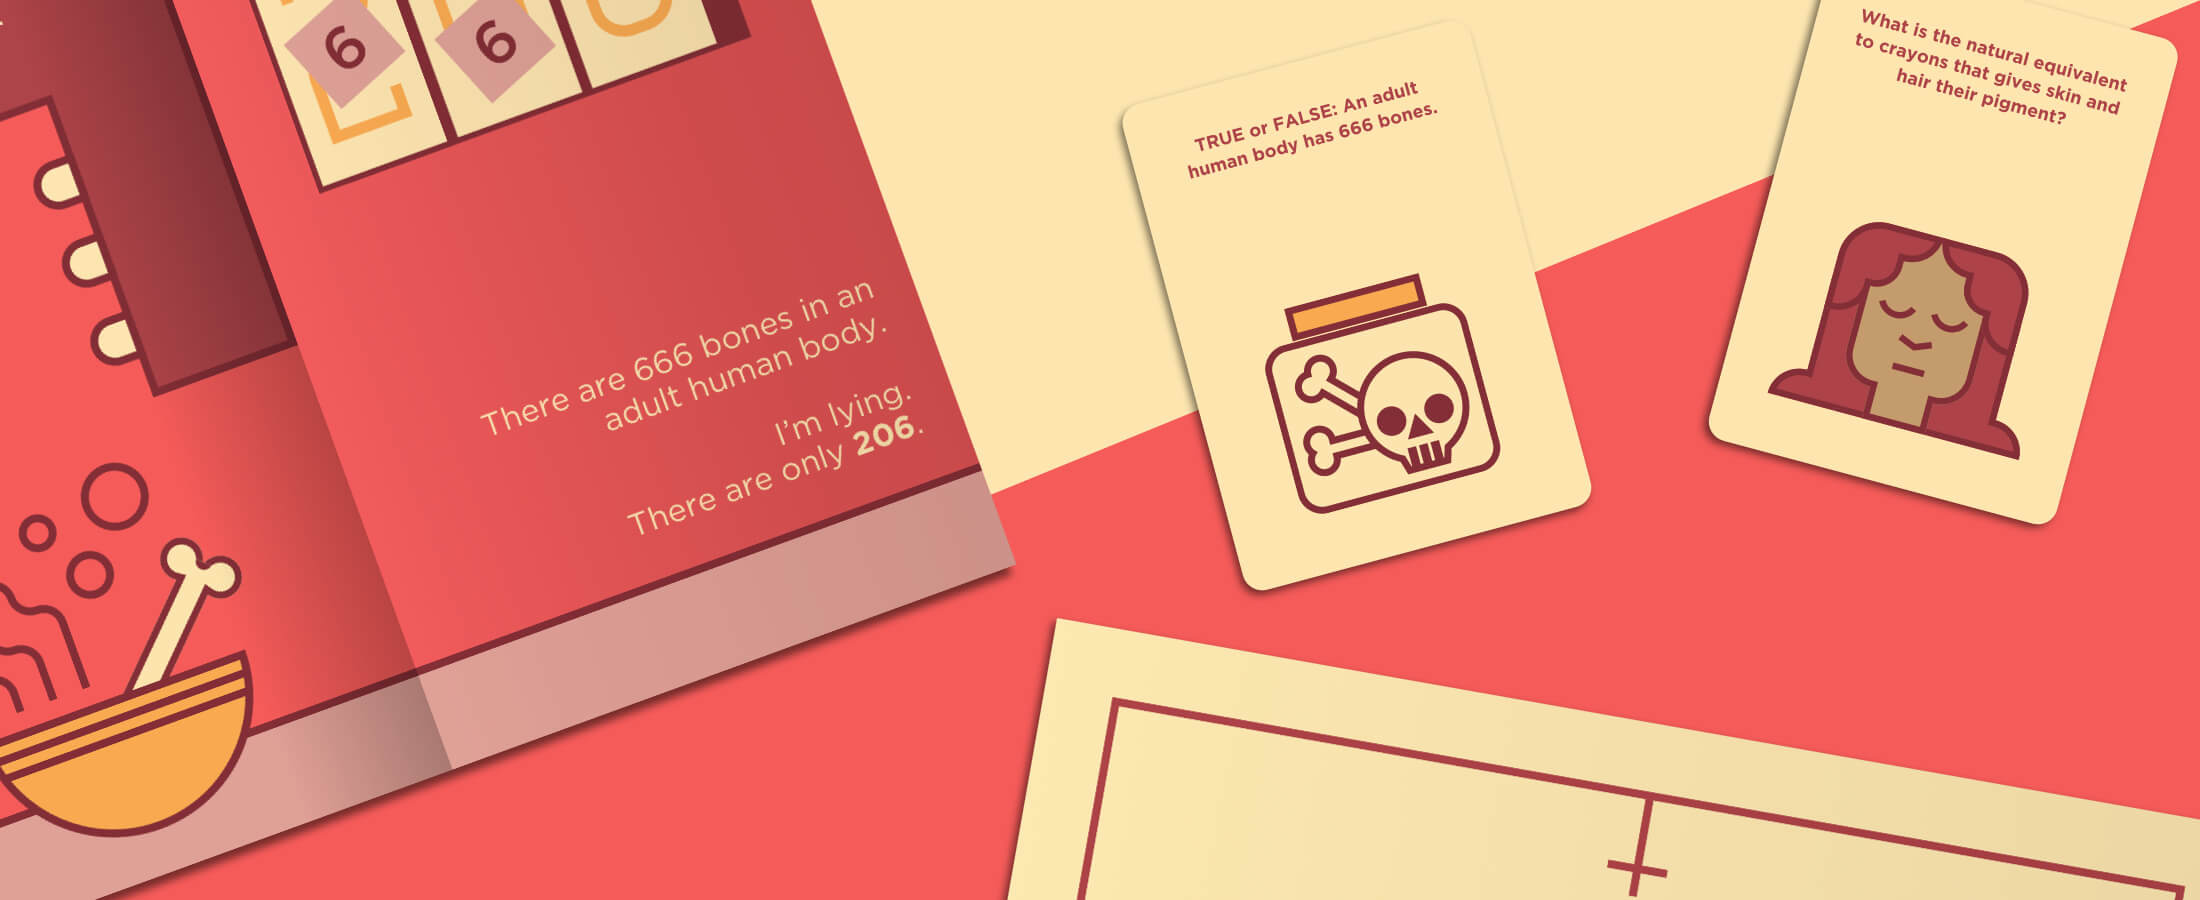 6
6
There are 666 bones in an
adult human body.
I'm lying.
There are only 206.
TRUE or FALSE: An adult
human body has 666 bones.
What is the natural equivalent
to crayons that gives skin and
hair their pigment?